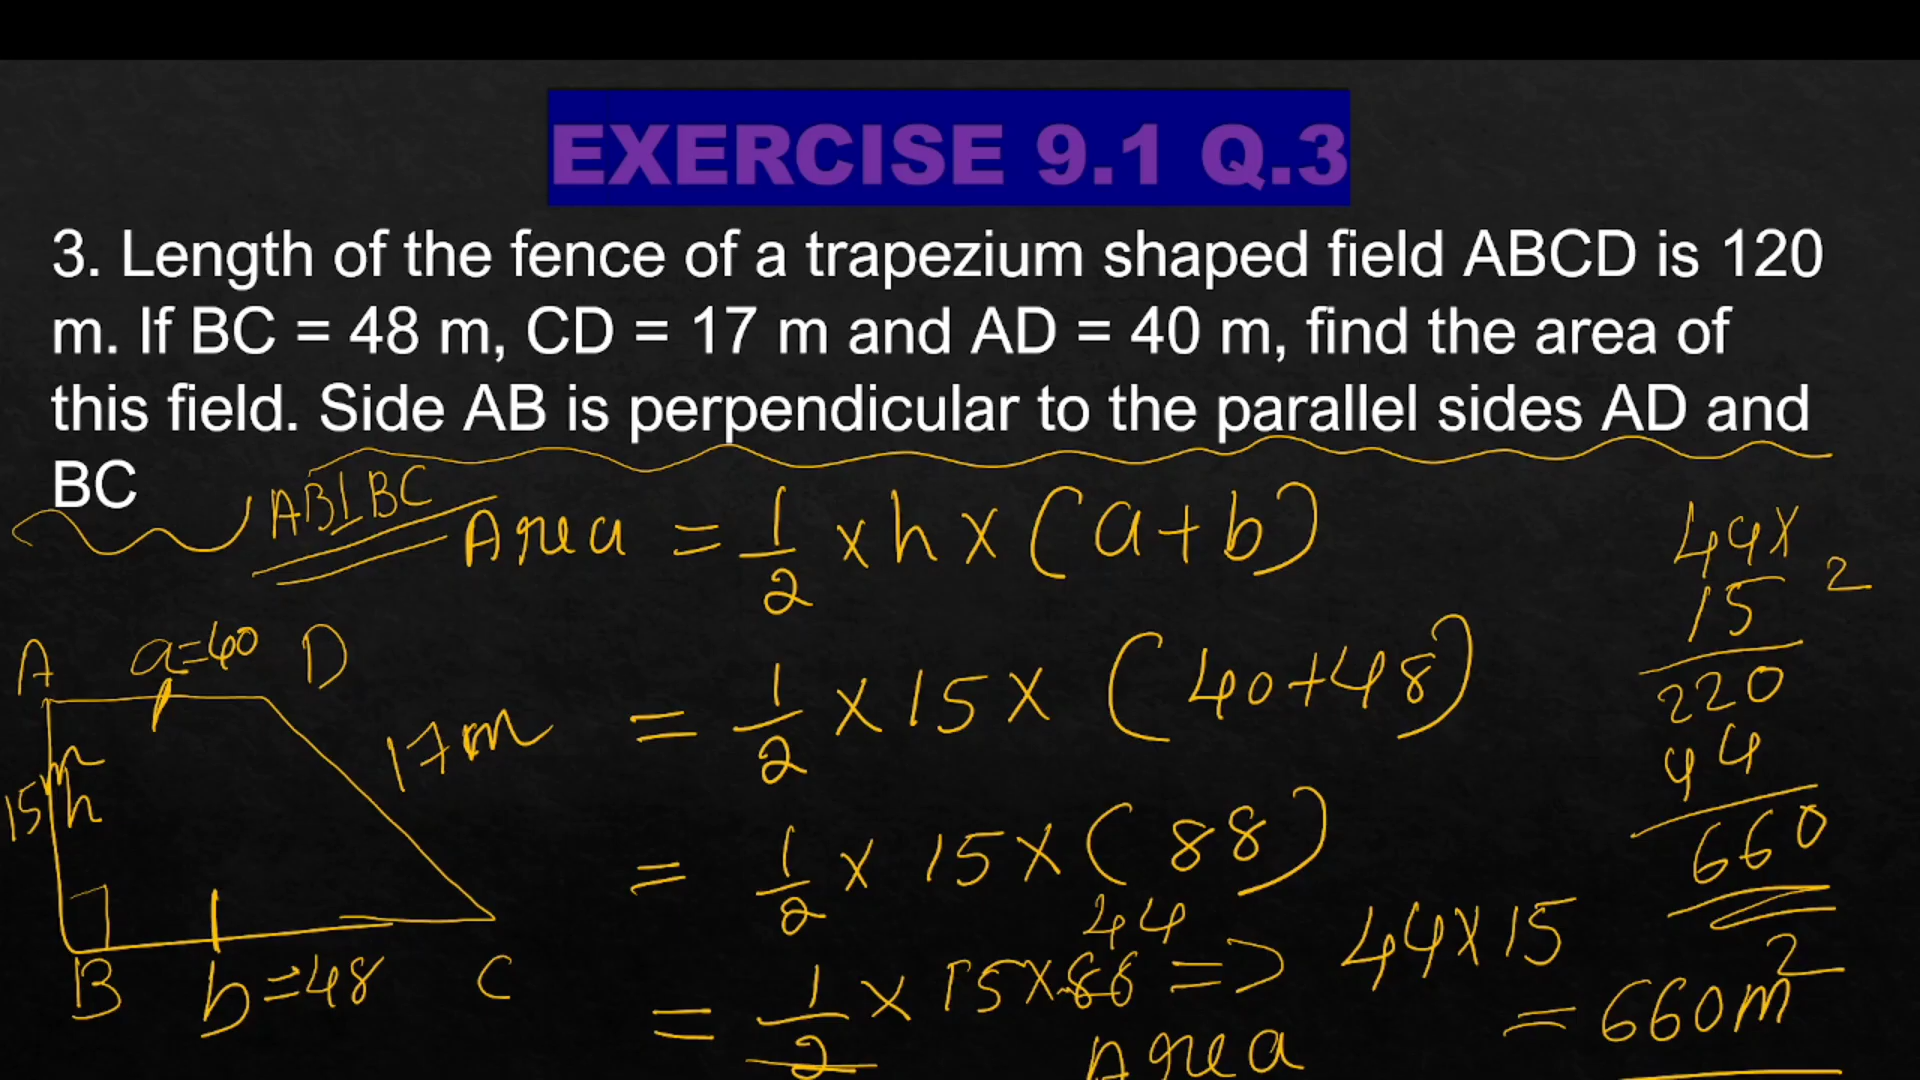 EXERCISE 9.1 Q.3
3. Length of the fence of a trapezium shaped field ABCD is 120
m. If BC = 48 m, CD = 17 m and AD = 40 m, find the area of
this field. Side AB is perpendicular to the parallel sides AD and
BC
AB⊥BC
Area = 1/2 × h × (a+b)
= 1/2 × 15 × (40+48)
= 1/2 × 15 × (88)
44
= 1/2 × 15 × 88 => 44×15
= 660m²
Area
A a=40 D
17m
15m h
B b=48 C
44×
15 2
220
44
660